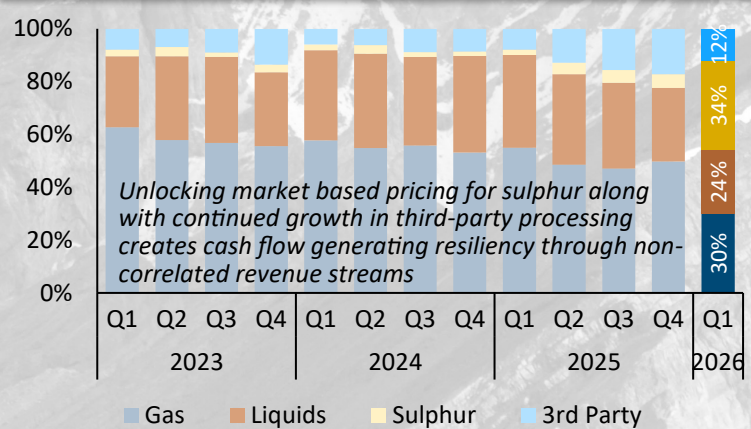 100%
80%
60%
40%
20%
0%
12%
34%
24%
30%
Unlocking market based pricing for sulphur along
with continued growth in third-party processing
creates cash flow generating resiliency through non-
correlated revenue streams
Q1 Q2 Q3 Q4 Q1 Q2 Q3 Q4 Q1 Q2 Q3 Q4 Q1
2023 2024 2025 2026
Gas Liquids Sulphur 3rd Party